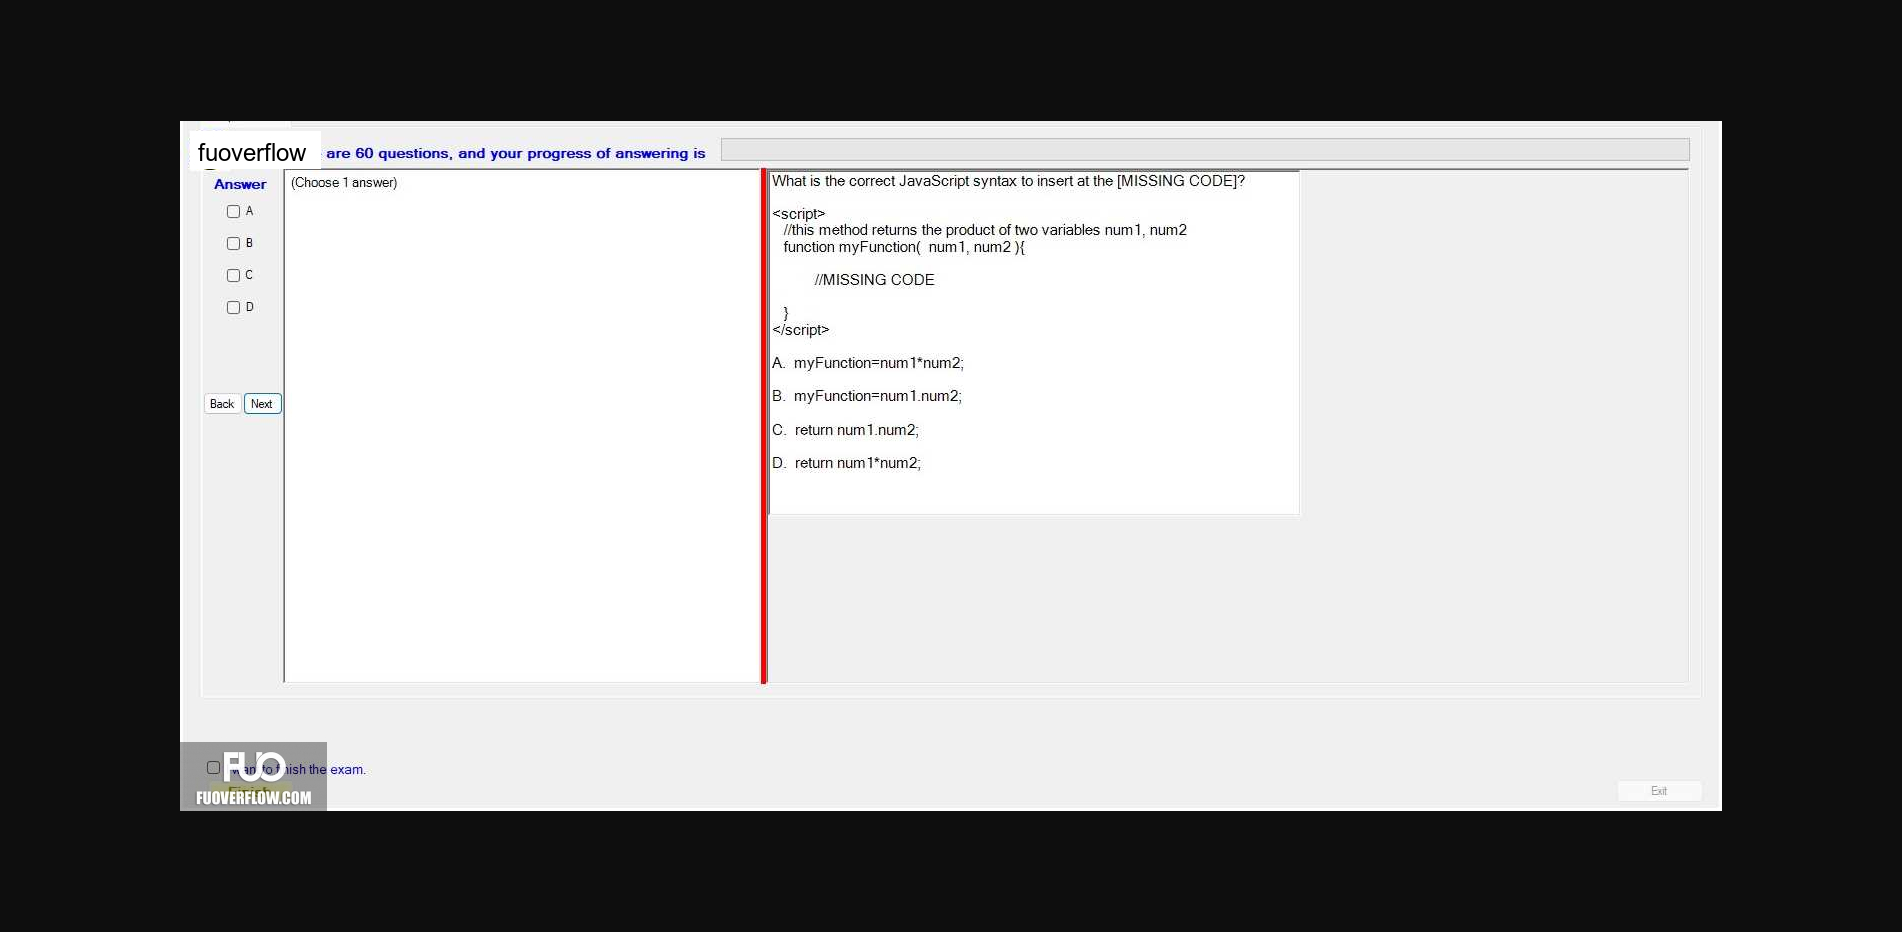 fuoverflow are 60 questions, and your progress of answering is
Answer
(Choose 1 answer)
A
B
C
D
Back Next
What is the correct JavaScript syntax to insert at the [MISSING CODE]?
<script>
//this method returns the product of two variables num1, num2
function myFunction( num1, num2 ){
//MISSING CODE
}
</script>
A. myFunction=num1*num2;
B. myFunction=num1.num2;
C. return num1.num2;
D. return num1*num2;
FUO
want to finish the exam.
Finish
FUOVERFLOW.COM
Exit